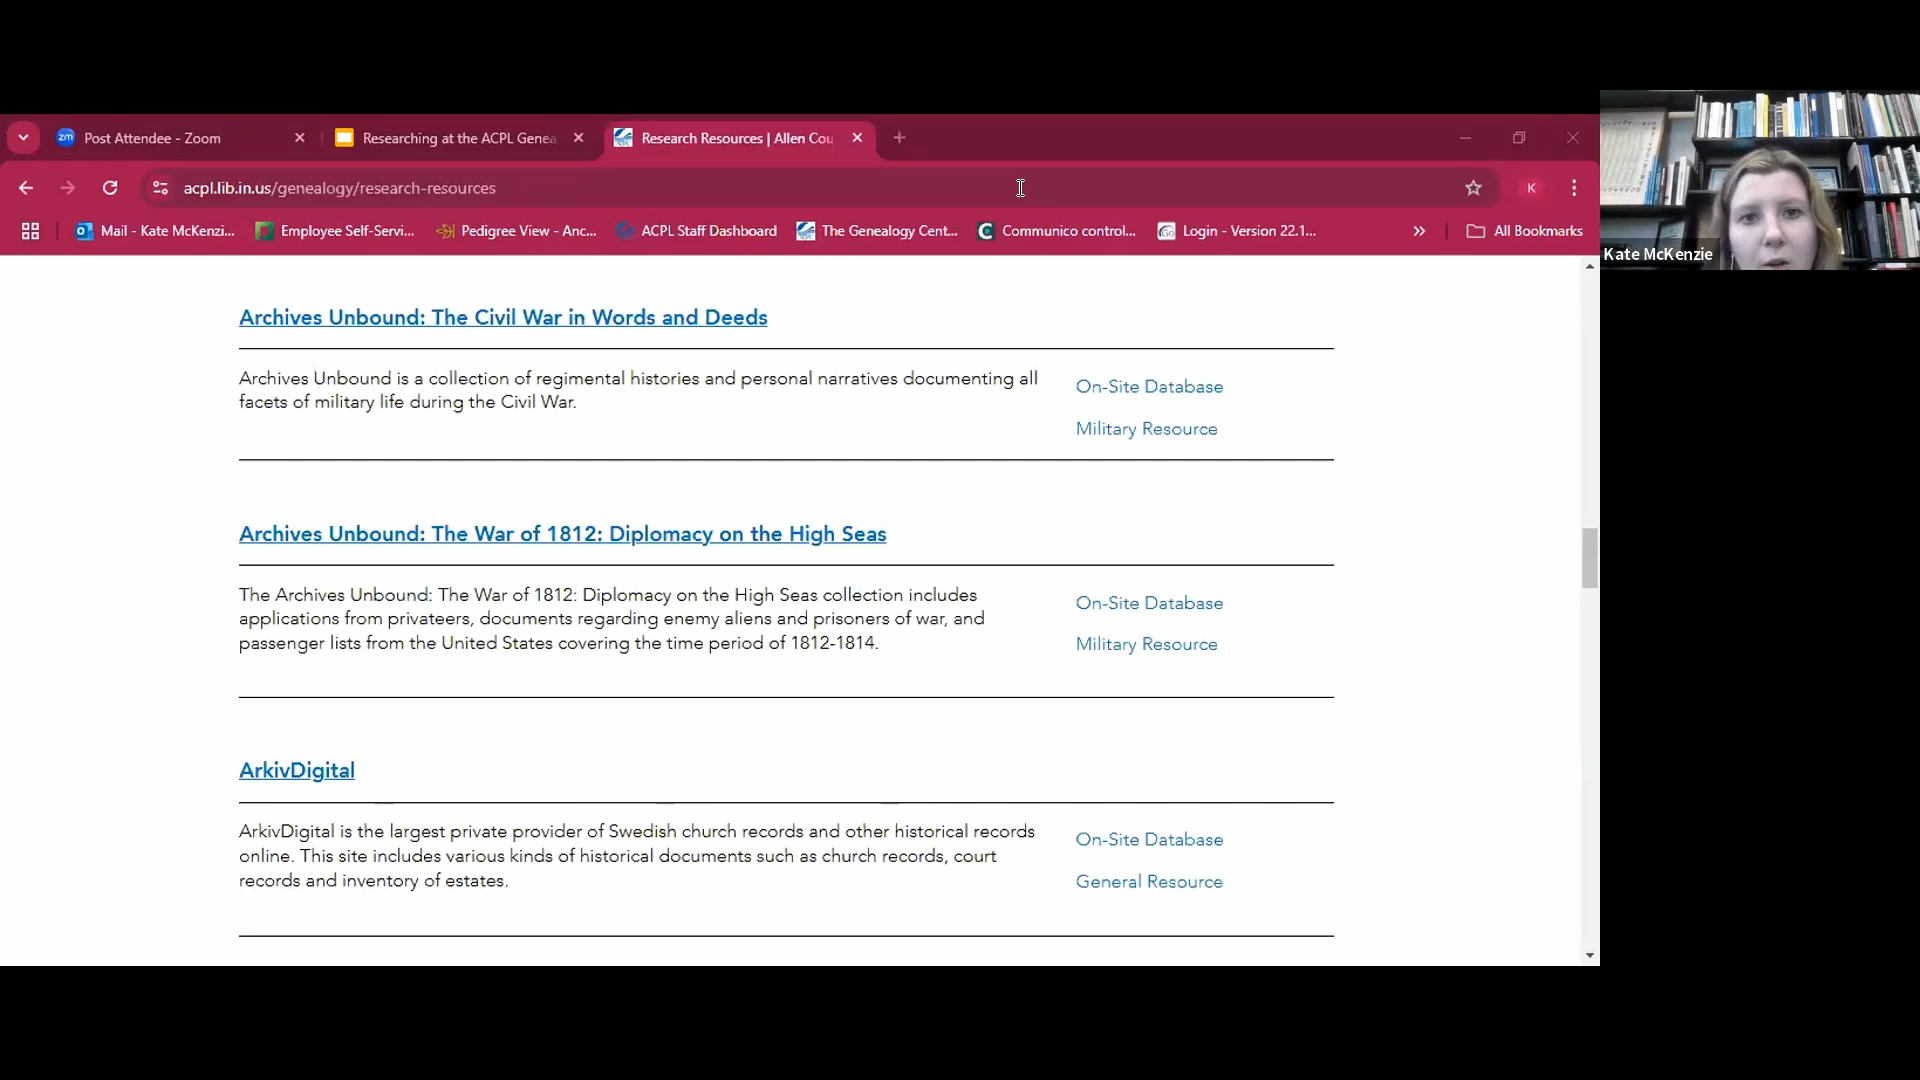 Post Attendee - Zoom
Researching at the ACPL Genea
Research Resources | Allen Cou
acpl.lib.in.us/genealogy/research-resources
K
Mail - Kate McKenzi...
Employee Self-Servi...
Pedigree View - Anc...
ACPL Staff Dashboard
The Genealogy Cent...
Communico control...
Login - Version 22.1...
All Bookmarks
Kate McKenzie
Archives Unbound: The Civil War in Words and Deeds
Archives Unbound is a collection of regimental histories and personal narratives documenting all
facets of military life during the Civil War.
On-Site Database
Military Resource
Archives Unbound: The War of 1812: Diplomacy on the High Seas
The Archives Unbound: The War of 1812: Diplomacy on the High Seas collection includes
applications from privateers, documents regarding enemy aliens and prisoners of war, and
passenger lists from the United States covering the time period of 1812-1814.
On-Site Database
Military Resource
ArkivDigital
ArkivDigital is the largest private provider of Swedish church records and other historical records
online. This site includes various kinds of historical documents such as church records, court
records and inventory of estates.
On-Site Database
General Resource